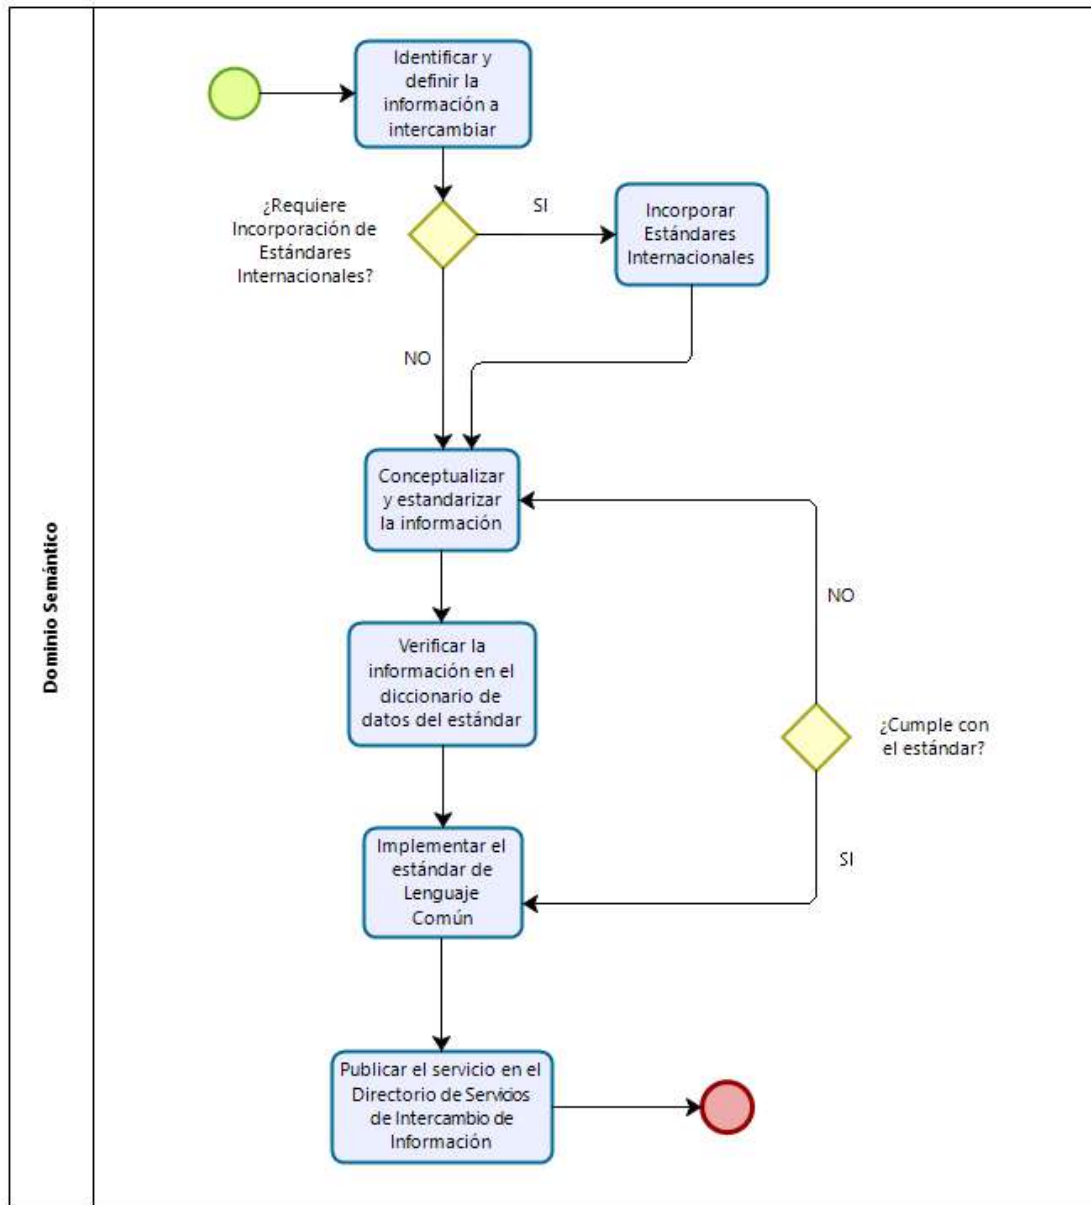 Identificar y
definir la
información a
intercambiar
¿Requiere
Incorporación de
Estándares
Internacionales?
SI
Incorporar
Estándares
Internacionales
NO
Conceptualizar
y estandarizar
la información
NO
Dominio Semántico
Verificar la
información en el
diccionario de
datos del estándar
¿Cumple con
el estándar?
Implementar el
estándar de
Lenguaje
Común
SI
Publicar el servicio en el
Directorio de Servicios
de Intercambio de
Información